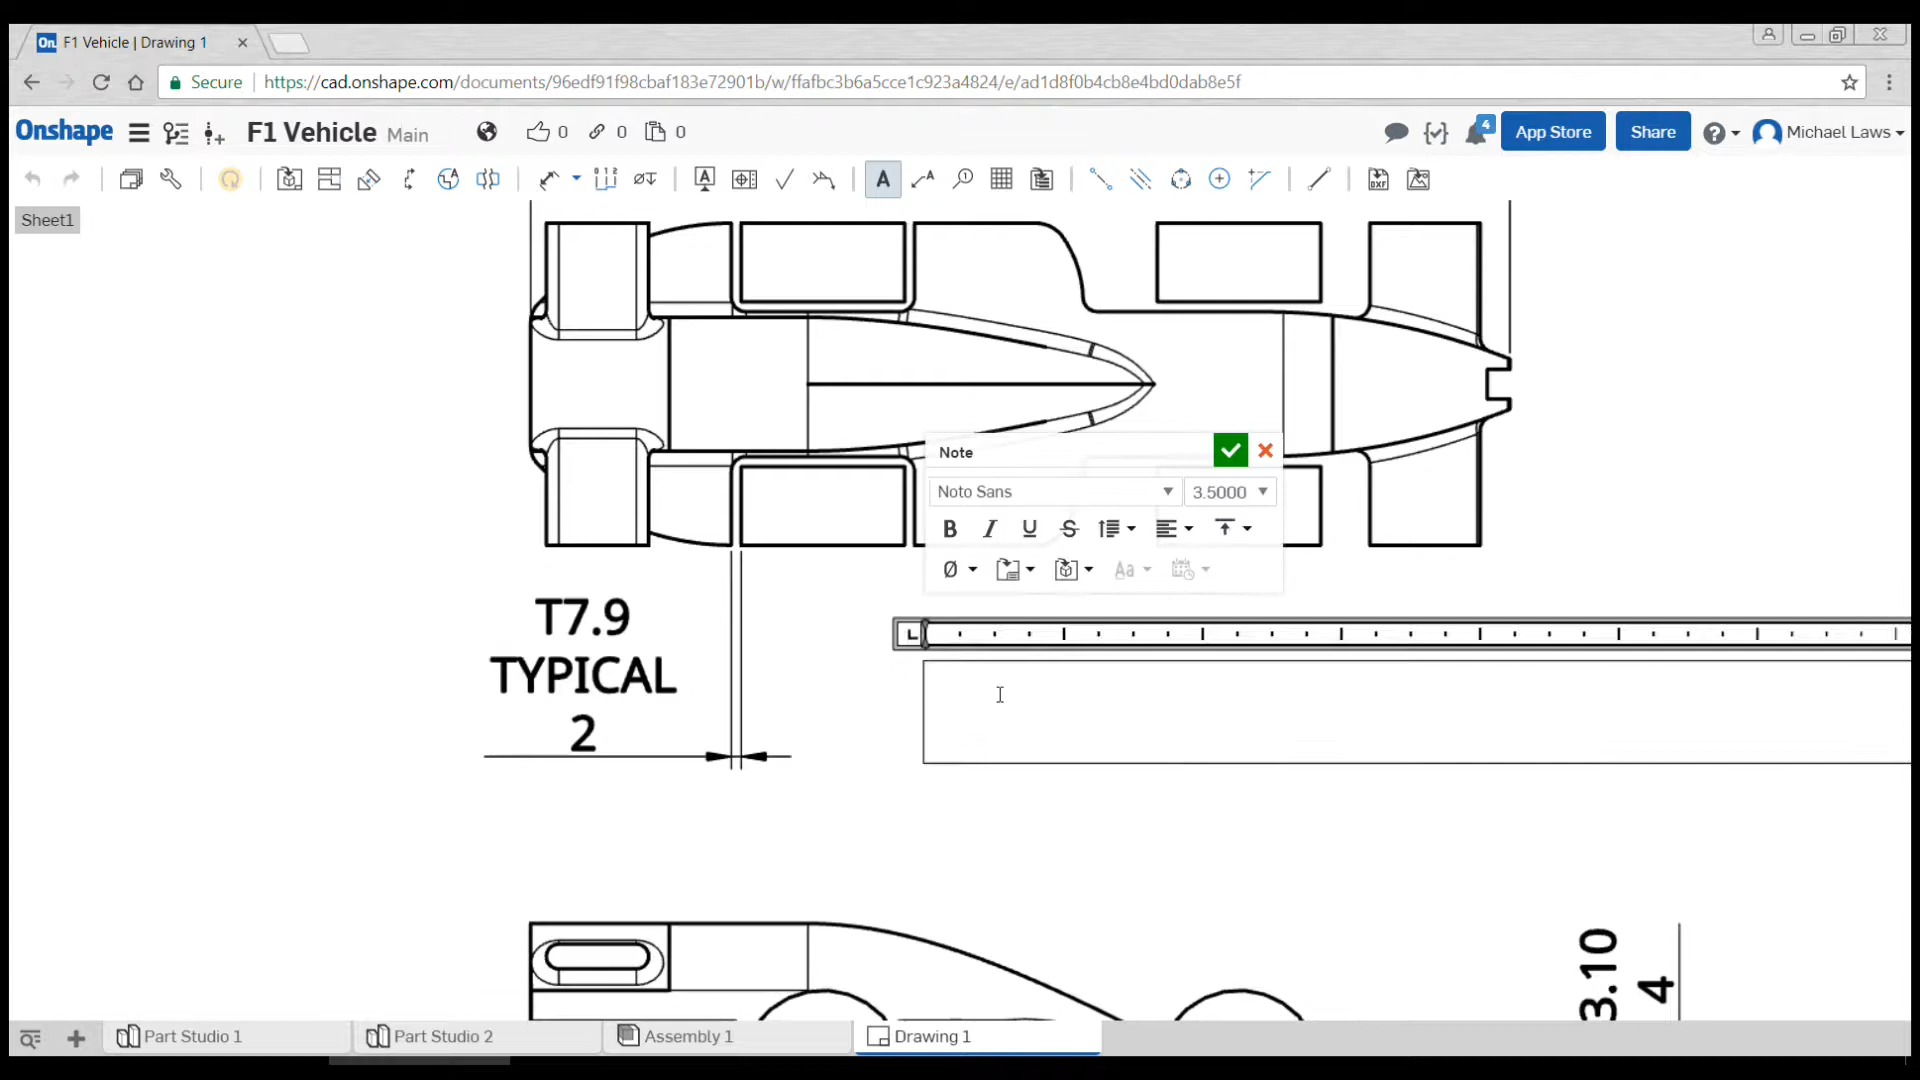 On F1 Vehicle | Drawing 1
Secure
https://cad.onshape.com/documents/96edf91f98cbaf183e72901b/w/ffafbc3b6a5cce1c923a4824/e/ad1d8f0b4cb8e4bd0dab8e5f
Onshape F1 Vehicle Main 0 0 0
4 App Store Share Michael Laws
Sheet1
Note
Noto Sans 3.5000
B I U S
Ø Aa
T7.9
TYPICAL
2
3.10
4
Part Studio 1
Part Studio 2
Assembly 1
Drawing 1